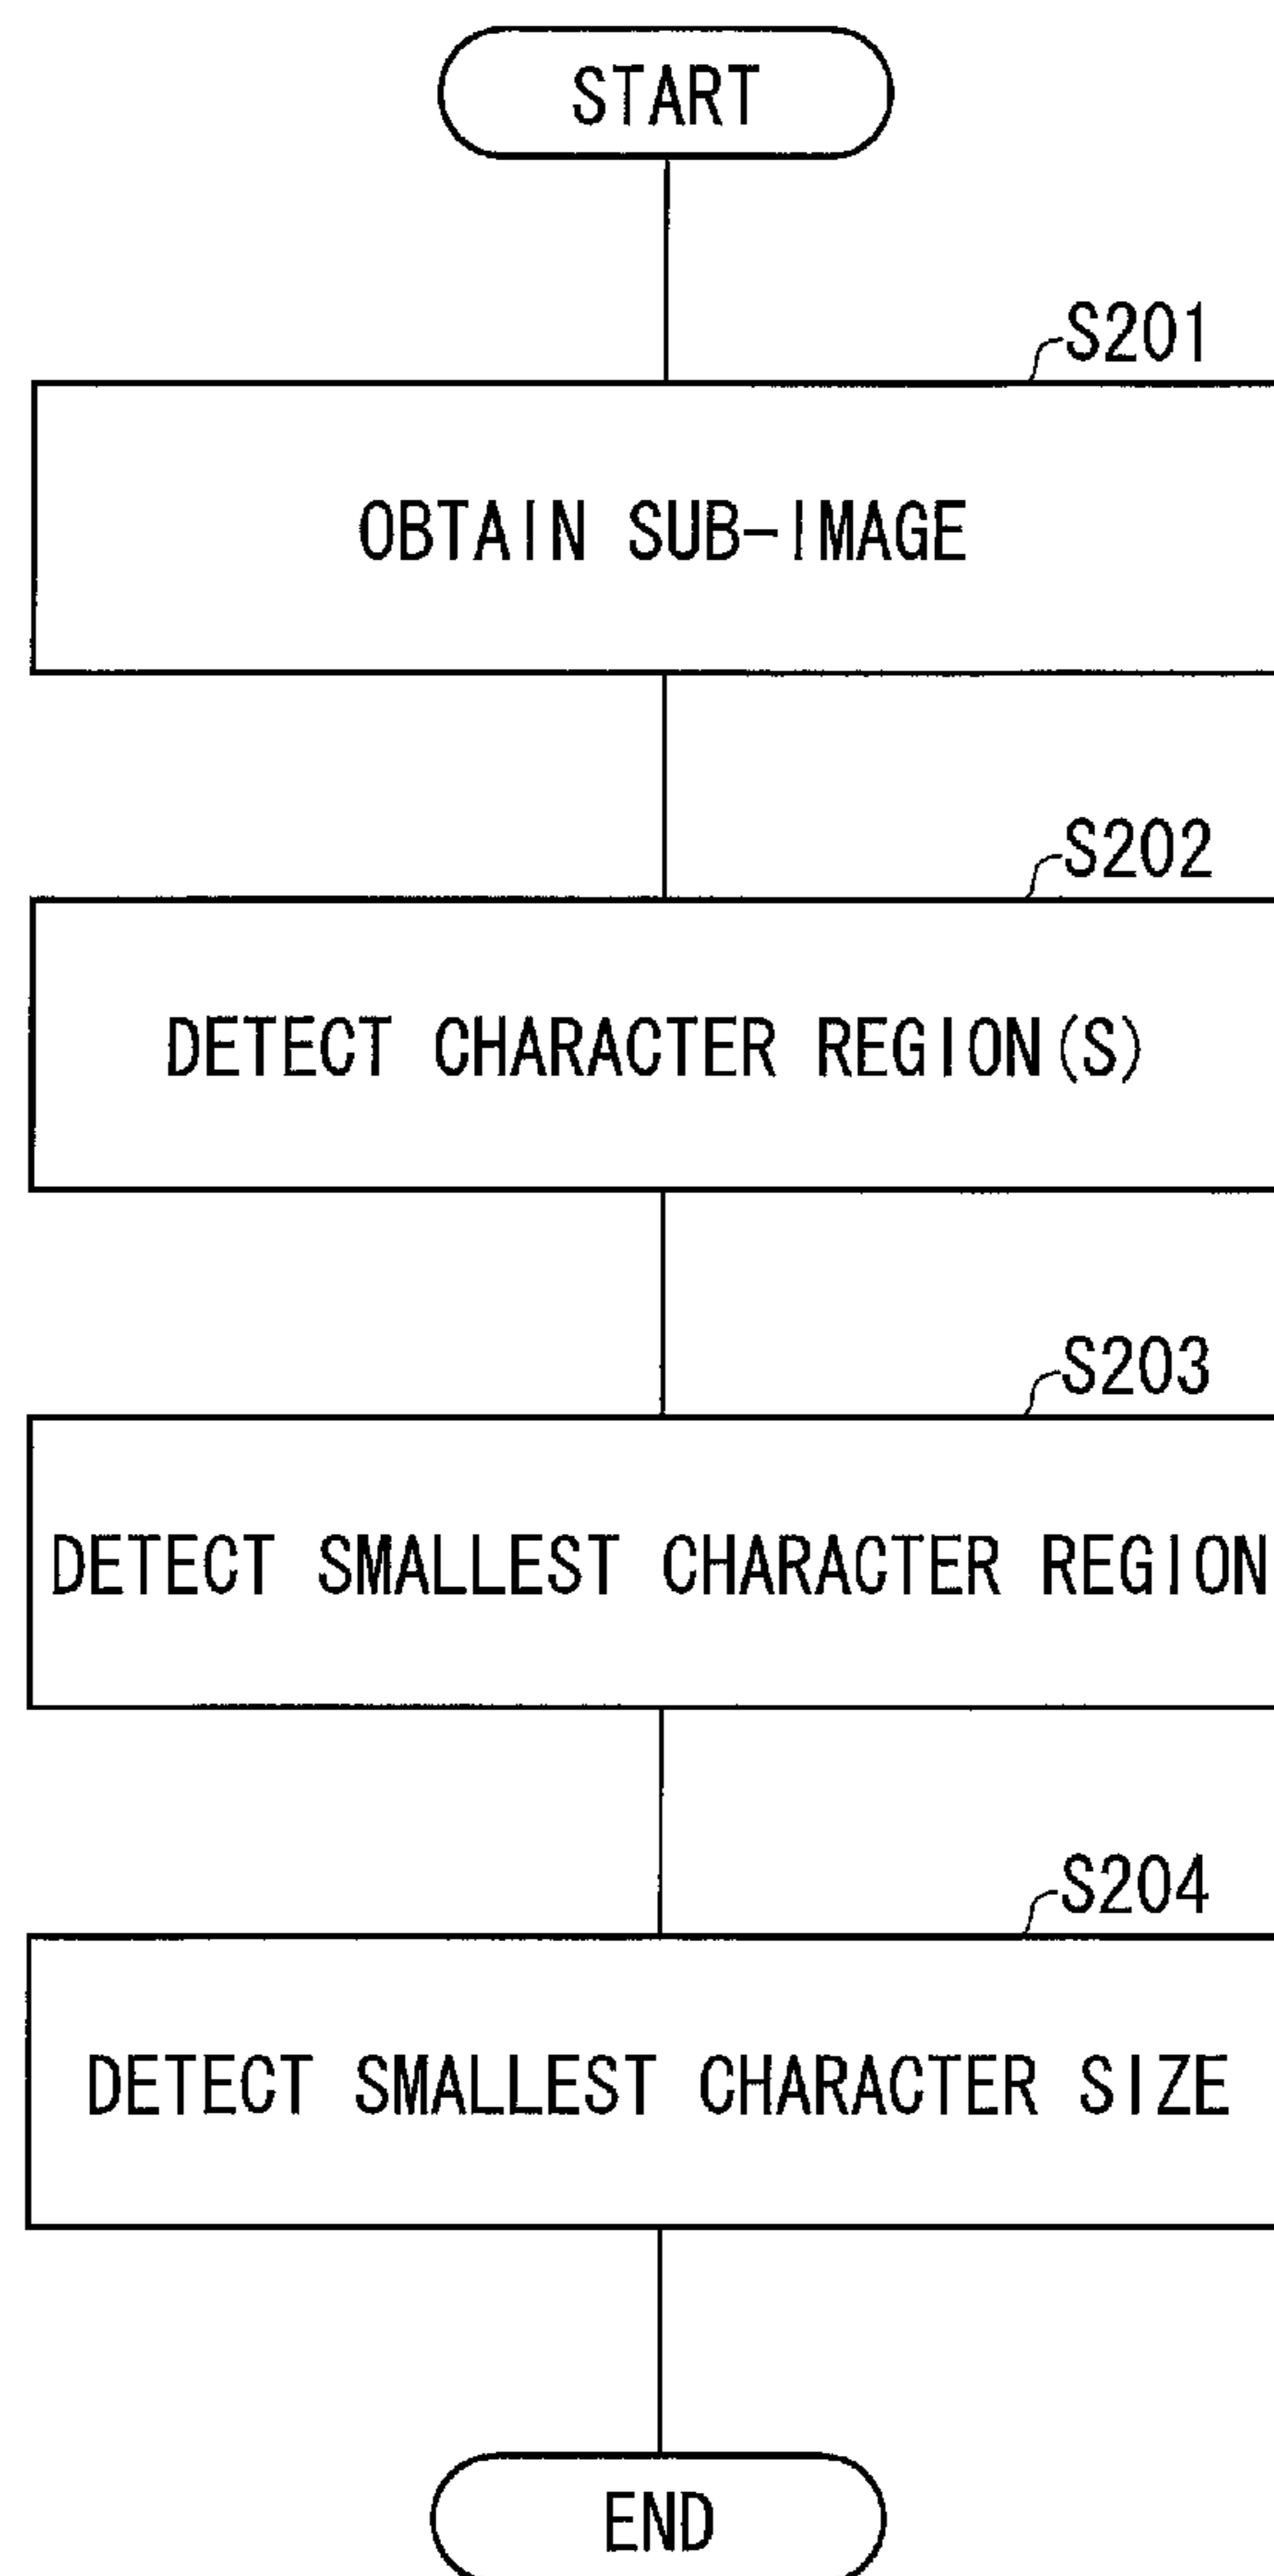 START
S201
OBTAIN SUB-IMAGE
S202
DETECT CHARACTER REGION(S)
S203
DETECT SMALLEST CHARACTER REGION
S204
DETECT SMALLEST CHARACTER SIZE
END